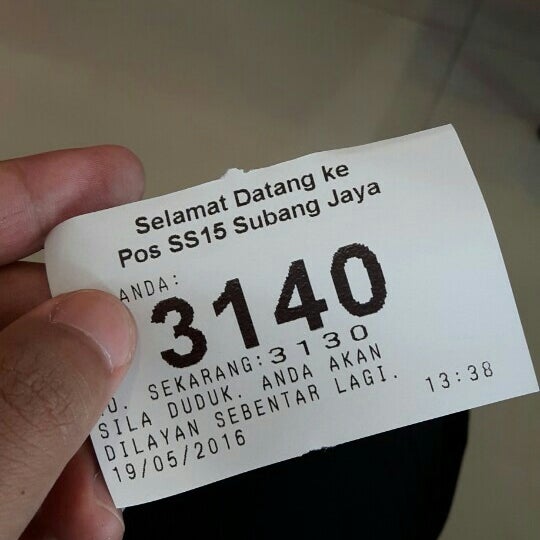 Selamat Datang ke
Pos SS15 Subang Jaya
ANDA:
3140
SEKARANG:3130
SILA DUDUK. ANDA AKAN
DILAYAN SEBENTAR LAGI.
19/05/2016
13:38